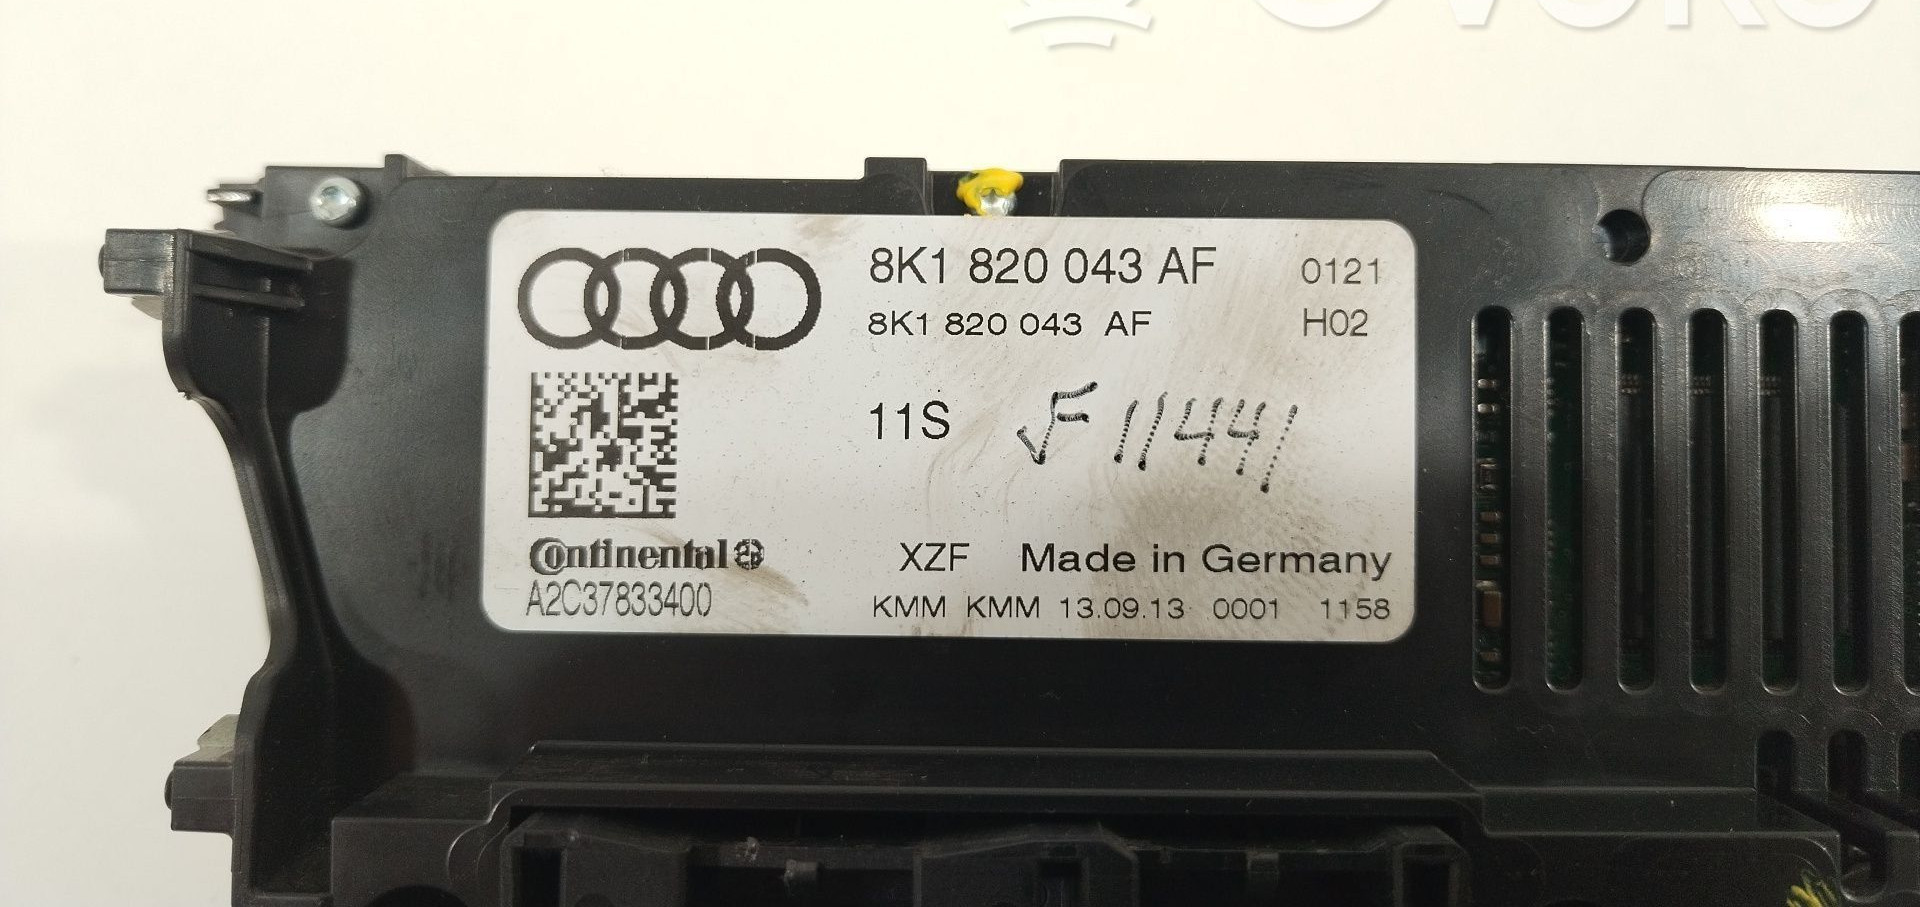 8K1 820 043 AF 0121
8K1 820 043 AF H02
11S F11441
Continental
A2C37833400
XZF Made in Germany
KMM KMM 13.09.13 0001 1158